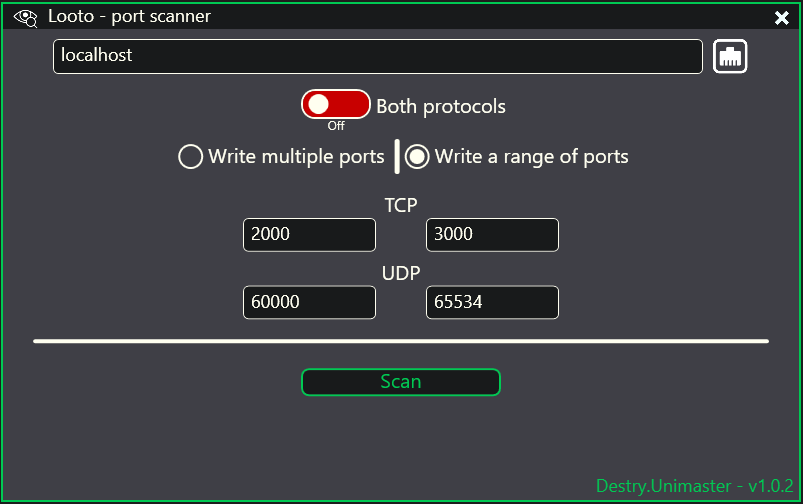 Looto - port scanner
localhost
Both protocols
Off
Write multiple ports
Write a range of ports
TCP
2000 3000
UDP
60000 65534
Scan
Destry.Unimaster - v1.0.2